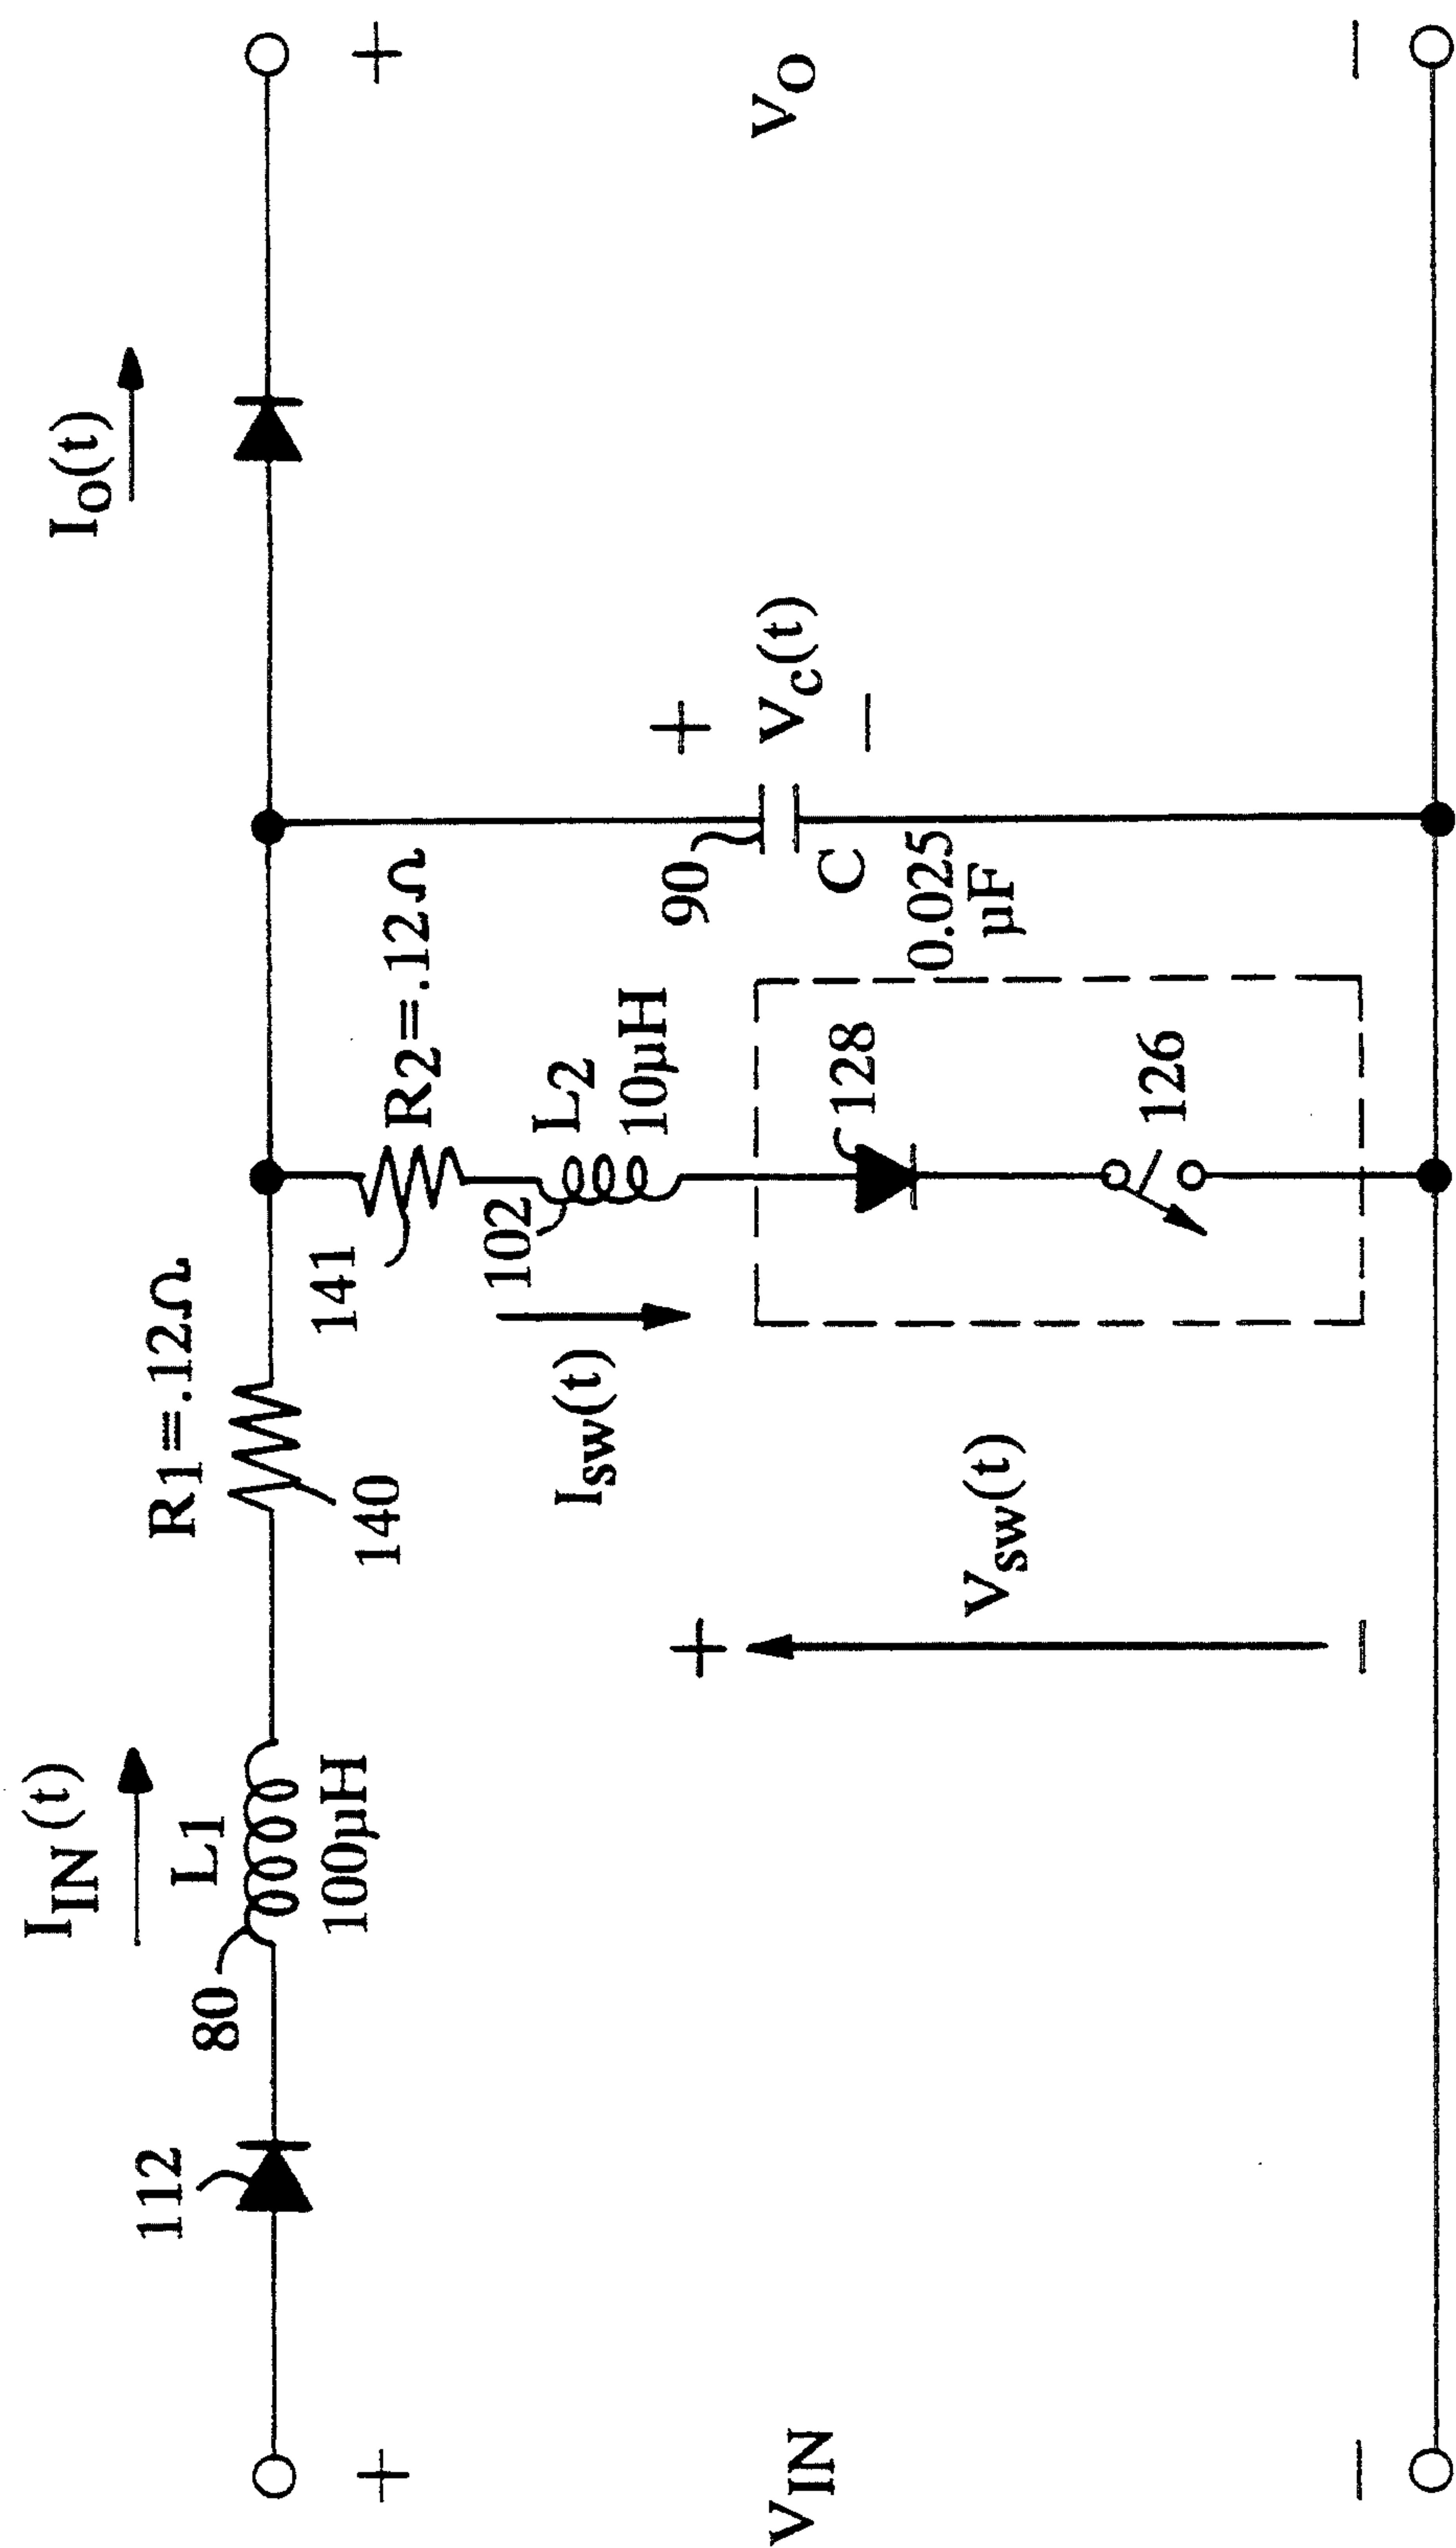 I_IN(t)
I_O(t)
112
80
L_1
100µH
R_1=.12Ω
140
141
R_2=.12Ω
102
L_2
10µH
I_sw(t)
+
+
+
+
V_IN
V_sw(t)
128
126
90
C
0.025
µF
V_c(t)
V_O
−
−
−
−